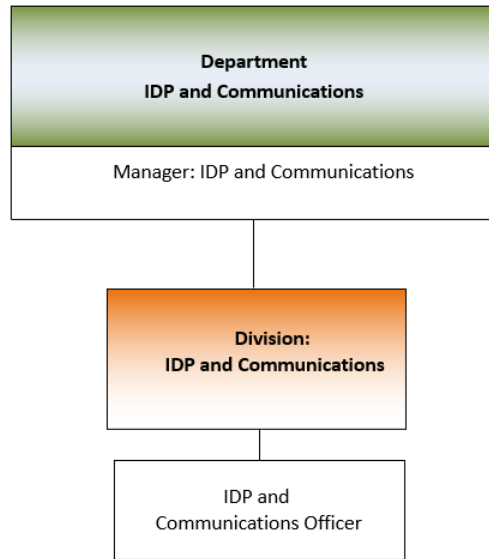 Department
IDP and Communications
Manager: IDP and Communications
Division:
IDP and Communications
IDP and
Communications Officer